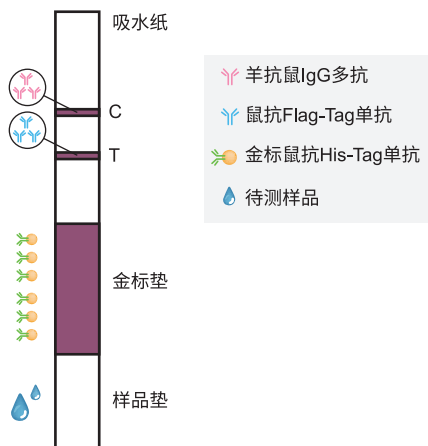 吸水纸
C
T
金标垫
样品垫
羊抗鼠IgG多抗
鼠抗Flag-Tag单抗
金标鼠抗His-Tag单抗
待测样品